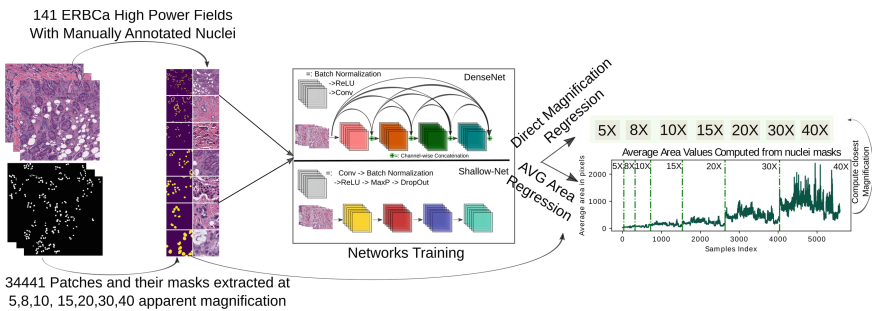 141 ERBCa High Power Fields
With Manually Annotated Nuclei
34441 Patches and their masks extracted at
5,8,10, 15,20,30,40 apparent magnification
=: Batch Normalization
->ReLU
->Conv
DenseNet
=: Channel-wise Concatenation
=: Conv -> Batch Normalization
->ReLU -> MaxP -> DropOut
Shallow-Net
Networks Training
Direct Magnification
Regression
AVG Area
Regression
5X 8X 10X 15X 20X 30X 40X
Average Area Values Computed from nuclei masks
5X 8X 10X 15X 20X 30X 40X
Average area in pixels
2000
1000
0
0 1000 2000 3000 4000 5000
Samples Index
Compute closest
Magnification